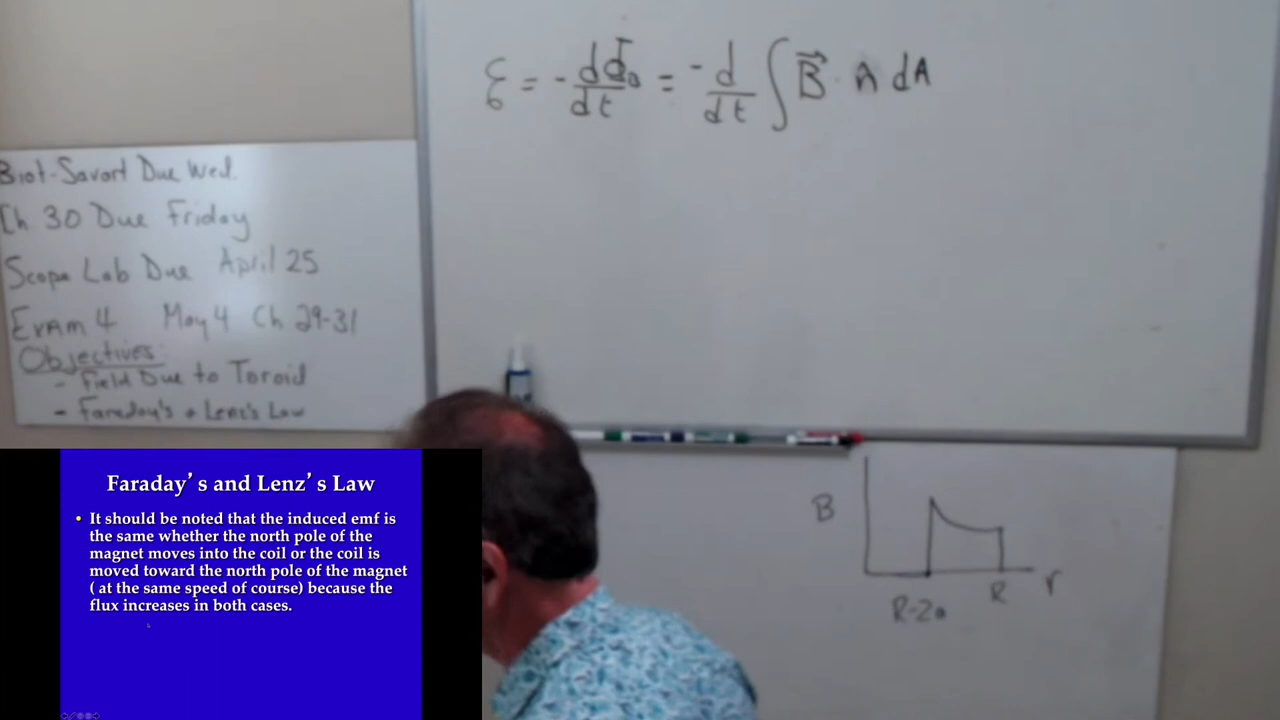 ℰ = -dΦB/dt = -d/dt ∫ B⃗ · n̂ dA
Biot-Savart Due Wed.
Ch 30 Due Friday
Scope Lab Due April 25
Exam 4 May 4 Ch 29-31
Objectives:
- Field Due to Toroid
- Faraday's + Lenz's Law
Faraday's and Lenz's Law
• It should be noted that the induced emf is
the same whether the north pole of the
magnet moves into the coil or the coil is
moved toward the north pole of the magnet
( at the same speed of course) because the
flux increases in both cases.
B
R-2a
R
r